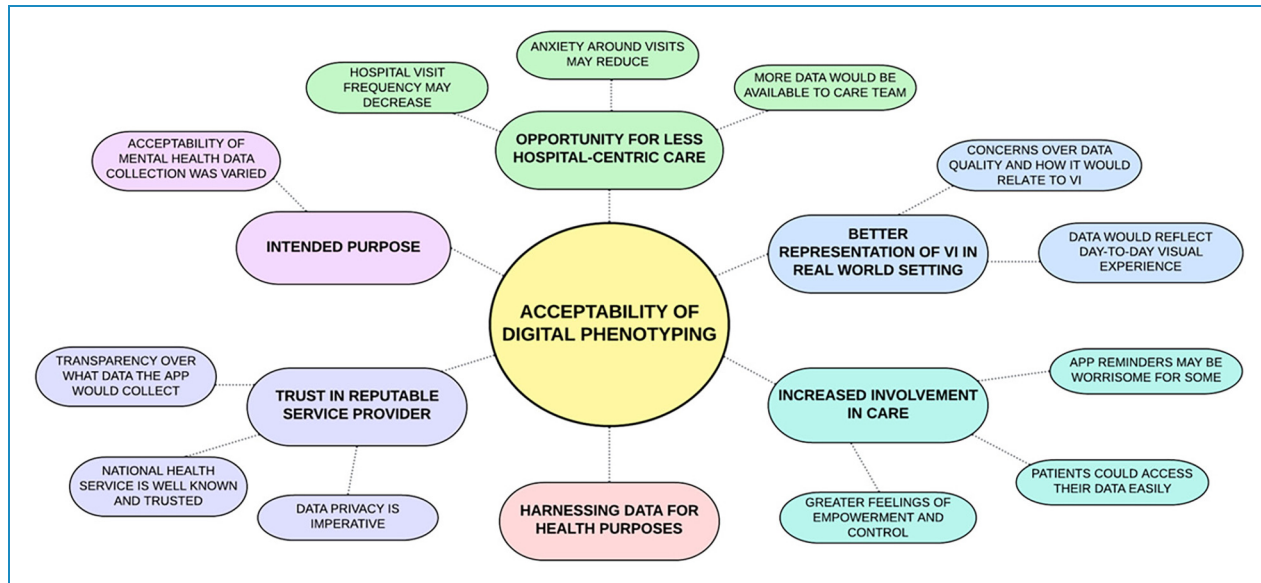 ANXIETY AROUND VISITS
MAY REDUCE
HOSPITAL VISIT
FREQUENCY MAY
DECREASE
MORE DATA WOULD BE
AVAILABLE TO CARE TEAM
OPPORTUNITY FOR LESS
HOSPITAL-CENTRIC CARE
ACCEPTABILITY OF
MENTAL HEALTH DATA
COLLECTION WAS VARIED
INTENDED PURPOSE
CONCERNS OVER DATA
QUALITY AND HOW IT WOULD
RELATE TO VI
BETTER
REPRESENTATION OF VI IN
REAL WORLD SETTING
DATA WOULD REFLECT
DAY-TO-DAY VISUAL
EXPERIENCE
ACCEPTABILITY OF
DIGITAL PHENOTYPING
TRANSPARENCY OVER
WHAT DATA THE APP
WOULD COLLECT
TRUST IN REPUTABLE
SERVICE PROVIDER
NATIONAL HEALTH
SERVICE IS WELL KNOWN
AND TRUSTED
DATA PRIVACY IS
IMPERATIVE
HARNESSING DATA FOR
HEALTH PURPOSES
INCREASED INVOLVEMENT
IN CARE
APP REMINDERS MAY BE
WORRISOME FOR SOME
PATIENTS COULD ACCESS
THEIR DATA EASILY
GREATER FEELINGS OF
EMPOWERMENT AND
CONTROL